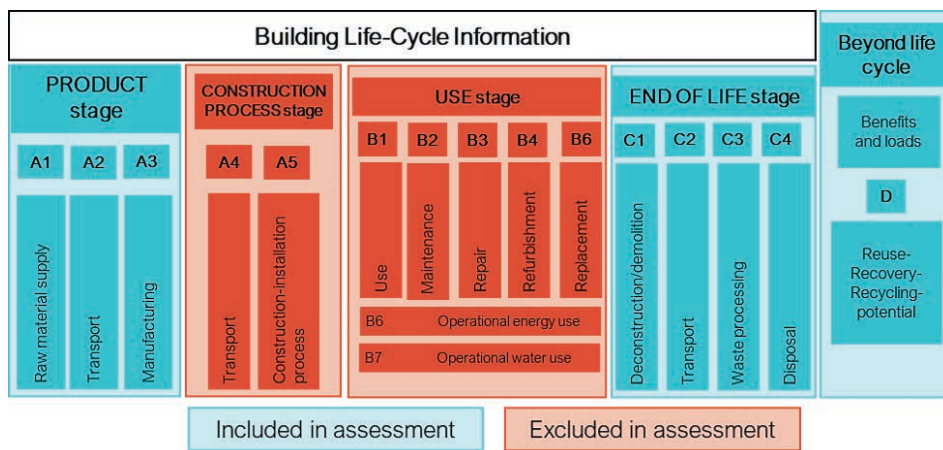 Building Life-Cycle Information
PRODUCT
stage
A1
A2
A3
Raw material supply
Transport
Manufacturing
CONSTRUCTION
PROCESS stage
A4
A5
Transport
Construction-installation
process
USE stage
B1
B2
B3
B4
B6
Use
Maintenance
Repair
Refurbishment
Replacement
B6
Operational energy use
B7
Operational water use
END OF LIFE stage
C1
C2
C3
C4
Deconstruction/demolition
Transport
Waste processing
Disposal
Beyond life
cycle
Benefits
and loads
D
Reuse-
Recovery-
Recycling-
potential
Included in assessment
Excluded in assessment